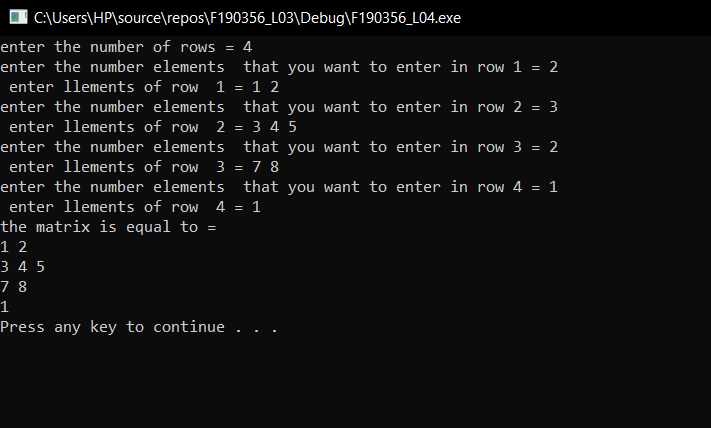 C:\Users\HP\source\repos\F190356_L03\Debug\F190356_L04.exe
enter the number of rows = 4
enter the number elements  that you want to enter in row 1 = 2
 enter llements of row  1 = 1 2
enter the number elements  that you want to enter in row 2 = 3
 enter llements of row  2 = 3 4 5
enter the number elements  that you want to enter in row 3 = 2
 enter llements of row  3 = 7 8
enter the number elements  that you want to enter in row 4 = 1
 enter llements of row  4 = 1
the matrix is equal to =
1 2
3 4 5
7 8
1
Press any key to continue . . .